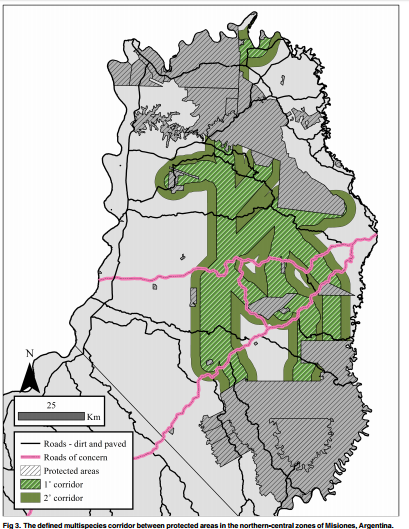 N
25
Km
Roads - dirt and paved
Roads of concern
Protected areas
1' corridor
2' corridor
Fig 3. The defined multispecies corridor between protected areas in the northern-central zones of Misiones, Argentina.